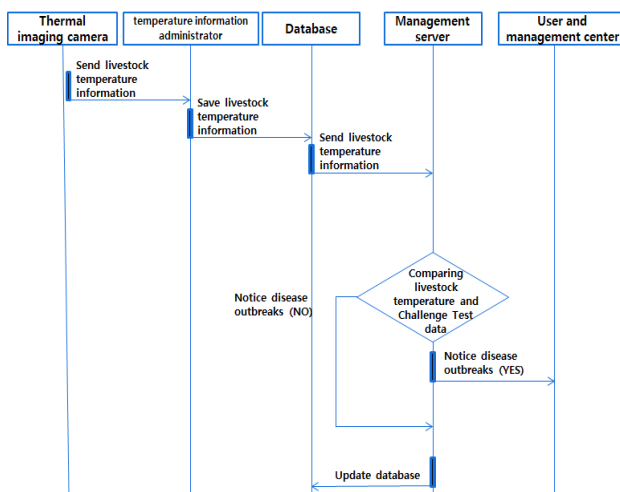 Thermal
imaging camera
temperature information
administrator
Database
Management
server
User and
management center
Send livestock
temperature
information
Save livestock
temperature
information
Send livestock
temperature
information
Comparing
livestock
temperature and
Challenge Test
data
Notice disease
outbreaks (NO)
Notice disease
outbreaks (YES)
Update database